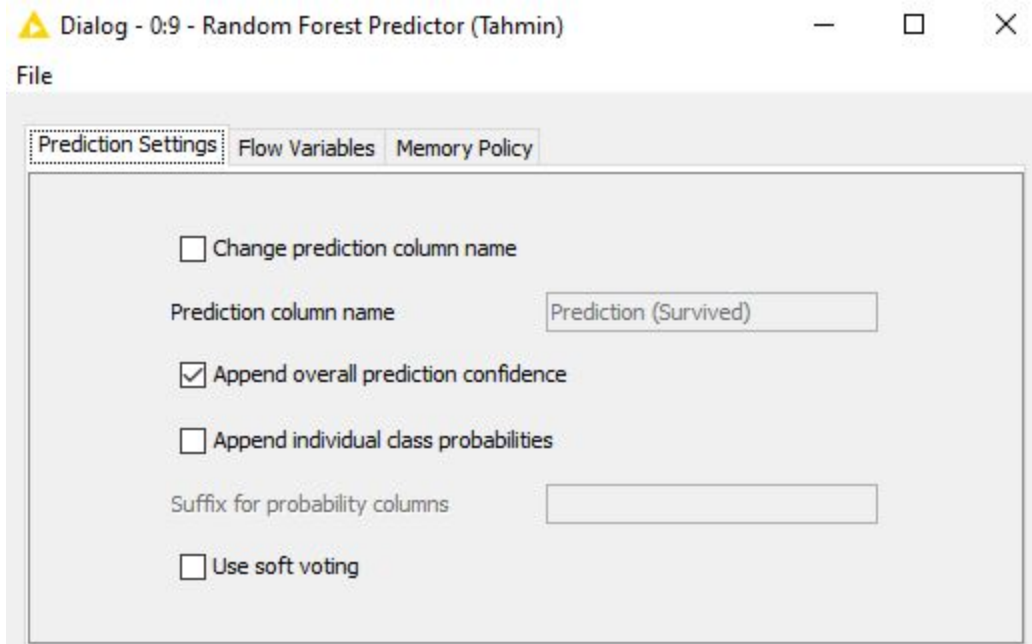 Dialog - 0:9 - Random Forest Predictor (Tahmin)
File
Prediction Settings Flow Variables Memory Policy
Change prediction column name
Prediction column name Prediction (Survived)
Append overall prediction confidence
Append individual class probabilities
Suffix for probability columns
Use soft voting